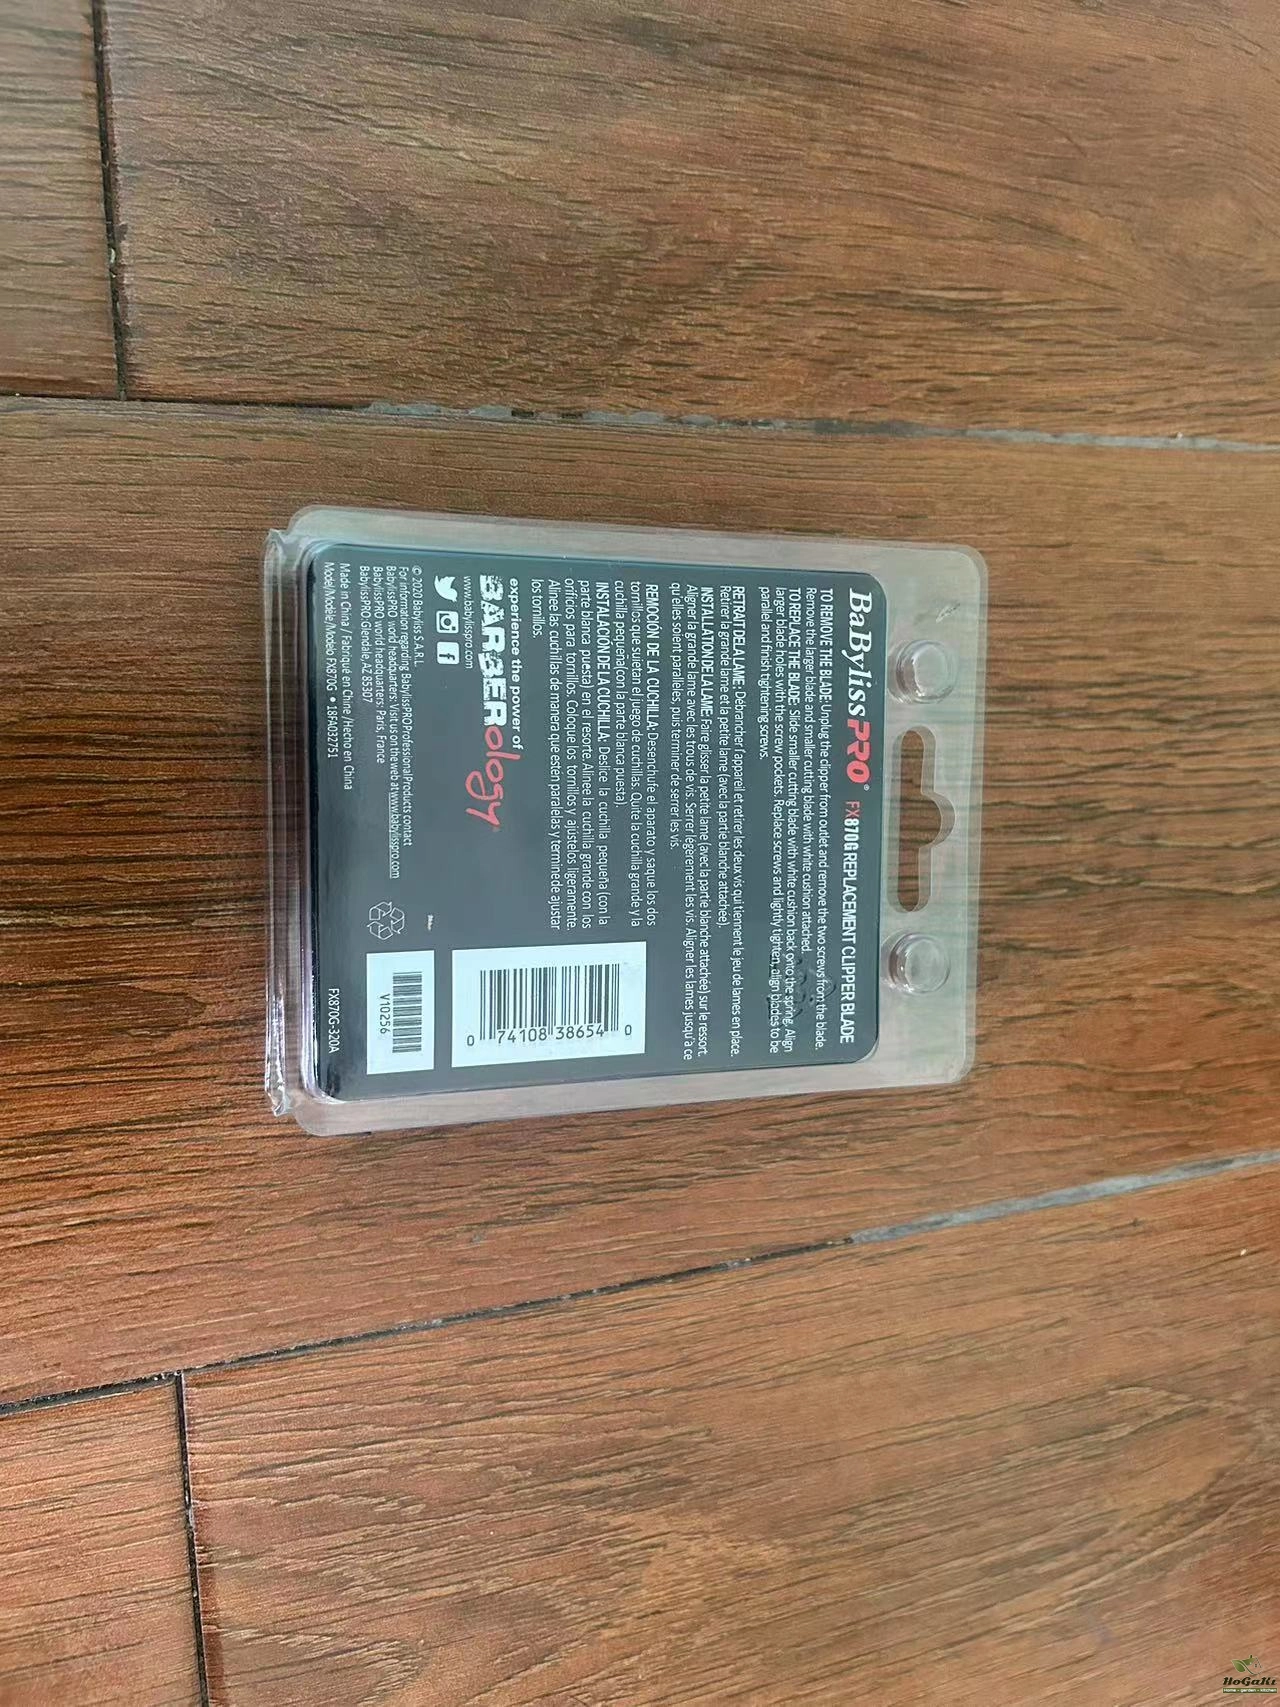 BaBylissPRO® FX870G REPLACEMENT CLIPPER BLADE
TO REMOVE THE BLADE: Unplug the clipper from outlet and remove the two screws from the blade.
Remove the larger blade and smaller cutting blade with white cushion attached.
TO REPLACE THE BLADE: Slide smaller cutting blade with white cushion back onto the spring. Align
larger blade holes with the screw pockets. Replace screws and lightly tighten, align blades to be
parallel and finish tightening screws.
RETRAIT DE LA LAME : Débrancher l'appareil et retirer les deux vis qui tiennent le jeu de lames en place.
Retirer la grande lame et la petite lame (avec la partie blanche attachée).
INSTALLATION DE LA LAME: Faire glisser la petite lame (avec la partie blanche attachée) sur le ressort.
Aligner la grande lame avec les trous de vis. Serrer légèrement les vis. Aligner les lames jusqu'à ce
qu'elles soient parallèles, puis terminer de serrer les vis.
REMOCIÓN DE LA CUCHILLA: Desenchufe el aparato y saque los dos
tornillos que sujetan el juego de cuchillas. Quite la cuchilla grande y la
cuchilla pequeña(con la parte blanca puesta).
INSTALACIÓN DE LA CUCHILLA: Deslice la cuchilla pequeña (con la
parte blanca puesta) en el resorte. Alinee la cuchilla grande con los
orificios para tornillos. Coloque los tornillos y ajústelos ligeramente.
Alinee las cuchillas de manera que estén paralelas y termine de ajustar
los tornillos.
0 74108 38654 0
experience the power of
BARBERology
www.babylisspro.com
© 2020 Babyliss S.A.R.L.
For information regarding BabylissPRO Professional Products contact
BabylissPRO world headquarters: Visit us on the web at www.babylisspro.com
BabylissPRO world headquarters: Paris, France
BabylissPRO Glendale, AZ 85307
V10256
Made in China / Fabriqué en Chine / Hecho en China
Model/Modèle/Modelo FX870G • 18FA032751
FX870G-320A
HoGaKi
Home - garden - kitchen